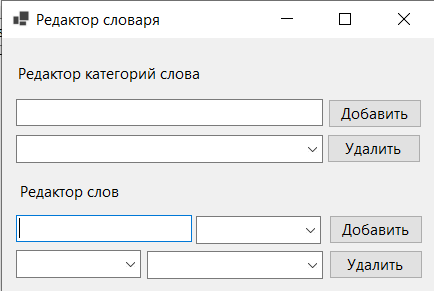 Редактор словаря
Редактор категорий слова
Добавить
Удалить
Редактор слов
Добавить
Удалить